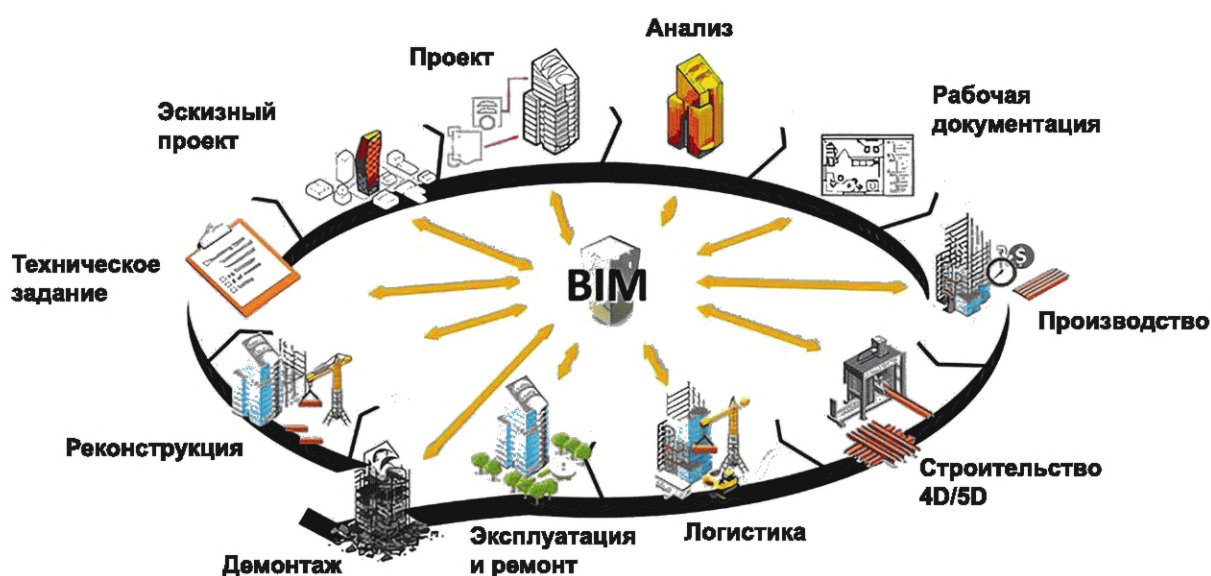 Анализ
Проект
Эскизный
проект
Рабочая
документация
Техническое
задание
BIM
$
Производство
Реконструкция
Строительство
4D/5D
Логистика
Эксплуатация
и ремонт
Демонтаж